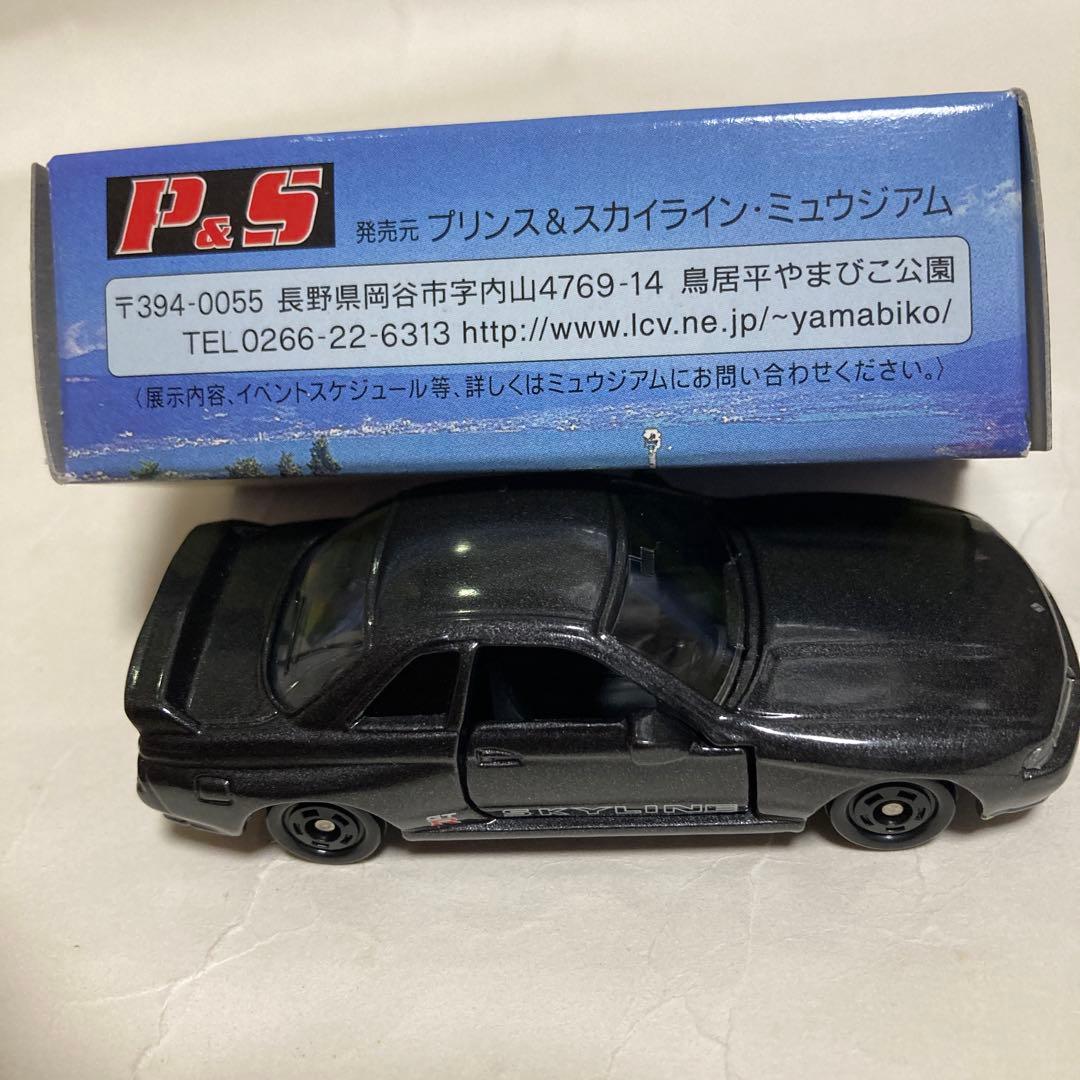 P&S
発売元 プリンス&スカイライン・ミュウジアム
〒394-0055 長野県岡谷市字内山4769-14 鳥居平やまびこ公園
TEL0266-22-6313 http://www.lcv.ne.jp/~yamabiko/
〈展示内容、イベントスケジュール等、詳しくはミュウジアムにお問い合わせください。〉
GT R SKYLINE